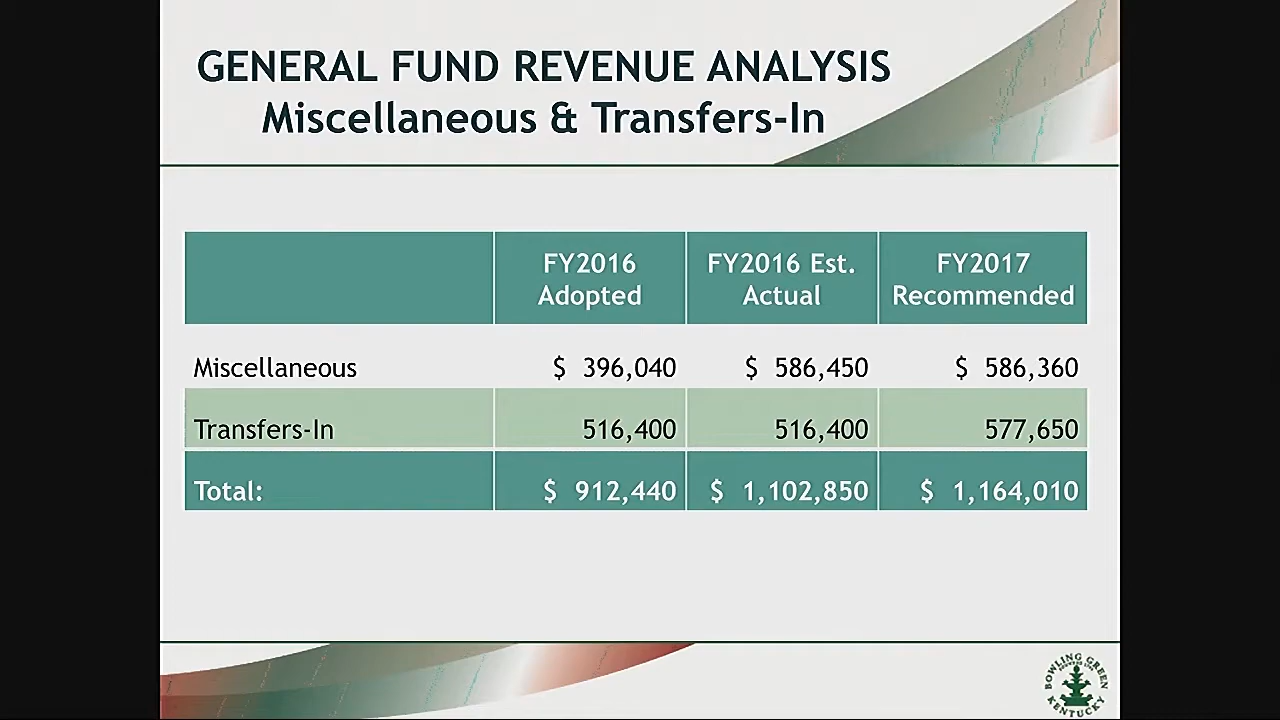 GENERAL FUND REVENUE ANALYSIS
Miscellaneous & Transfers-In
FY2016 Adopted FY2016 Est. Actual FY2017 Recommended
Miscellaneous $ 396,040 $ 586,450 $ 586,360
Transfers-In 516,400 516,400 577,650
Total: $ 912,440 $ 1,102,850 $ 1,164,010
BOWLING GREEN
KENTUCKY